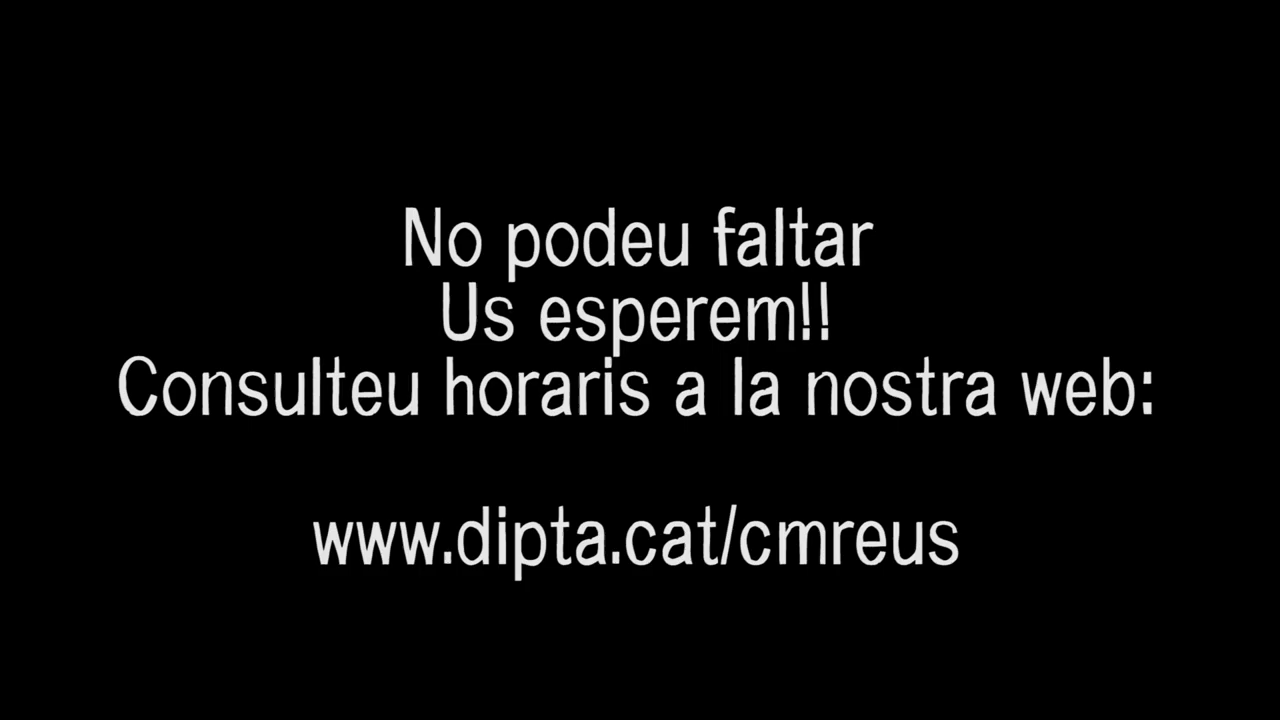 No podeu faltar
Us esperem!!
Consulteu horaris a la nostra web:
www.dipta.cat/cmreus